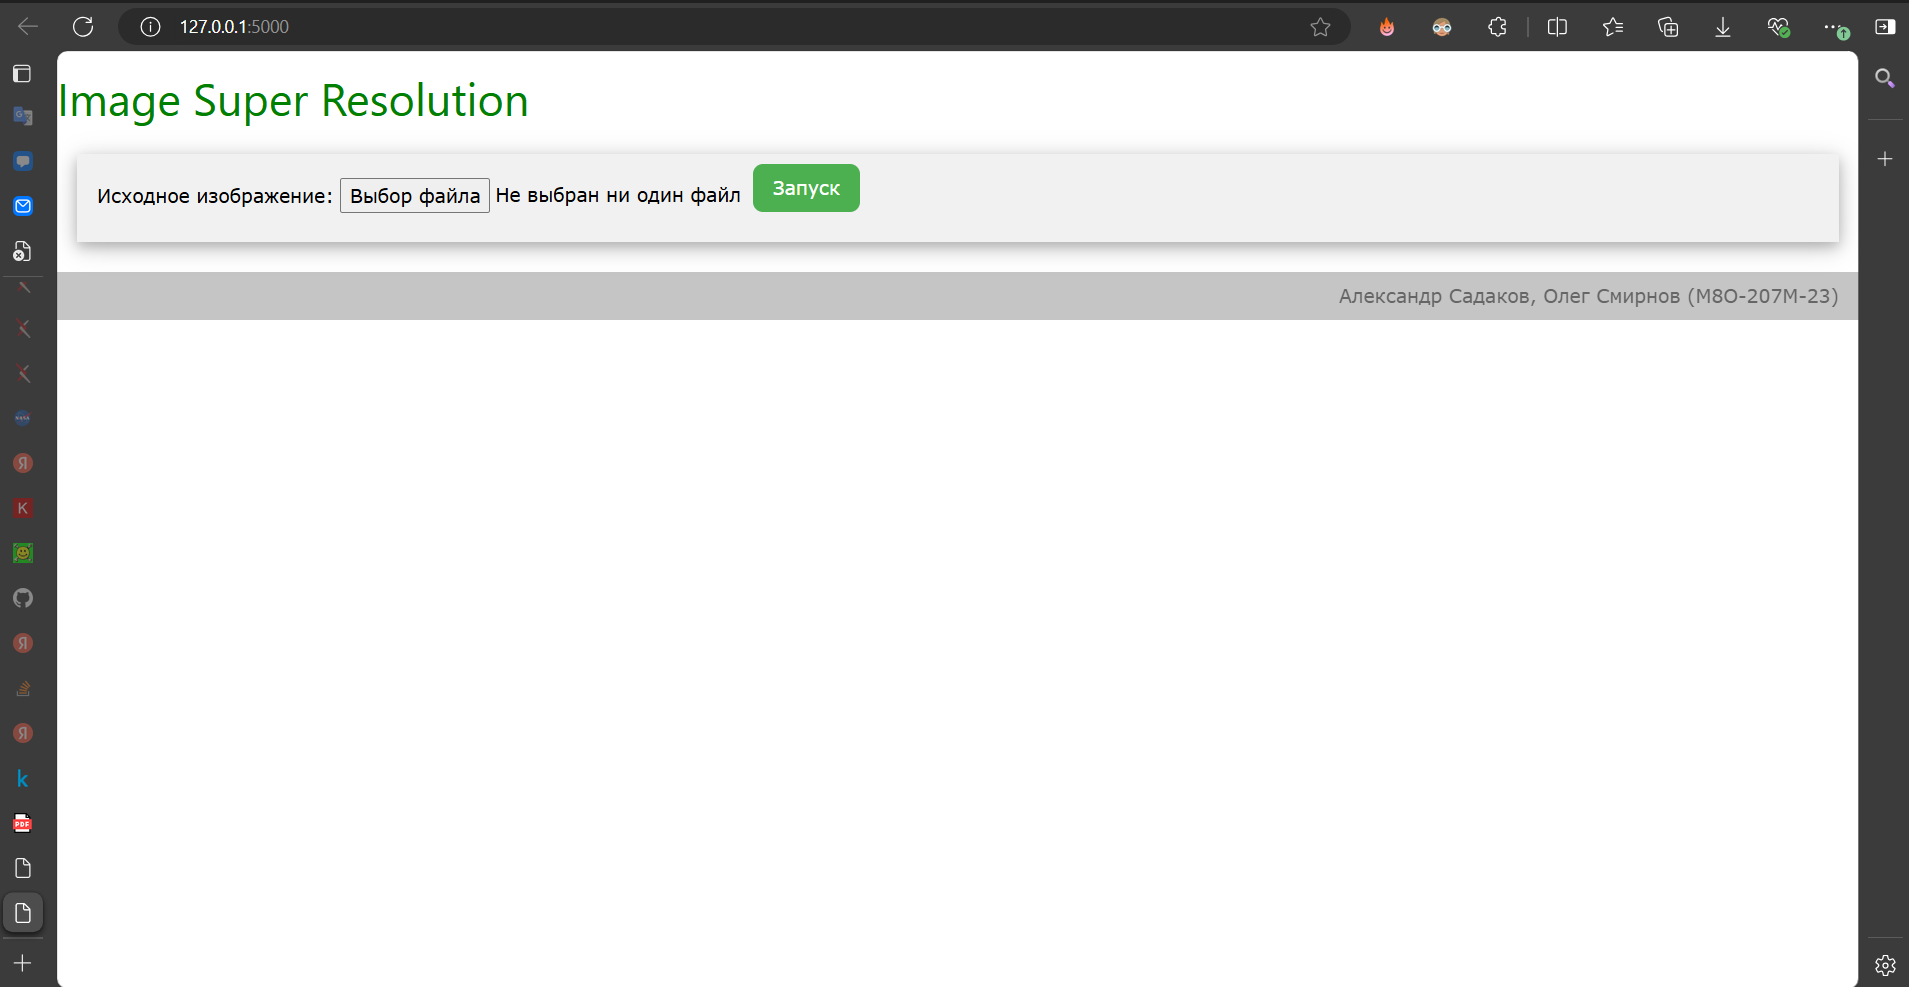 127.0.0.1:5000
Image Super Resolution
Исходное изображение: Выбор файла Не выбран ни один файл Запуск
Александр Садаков, Олег Смирнов (М8О-207М-23)
Я
K
Я
Я
k
PDF